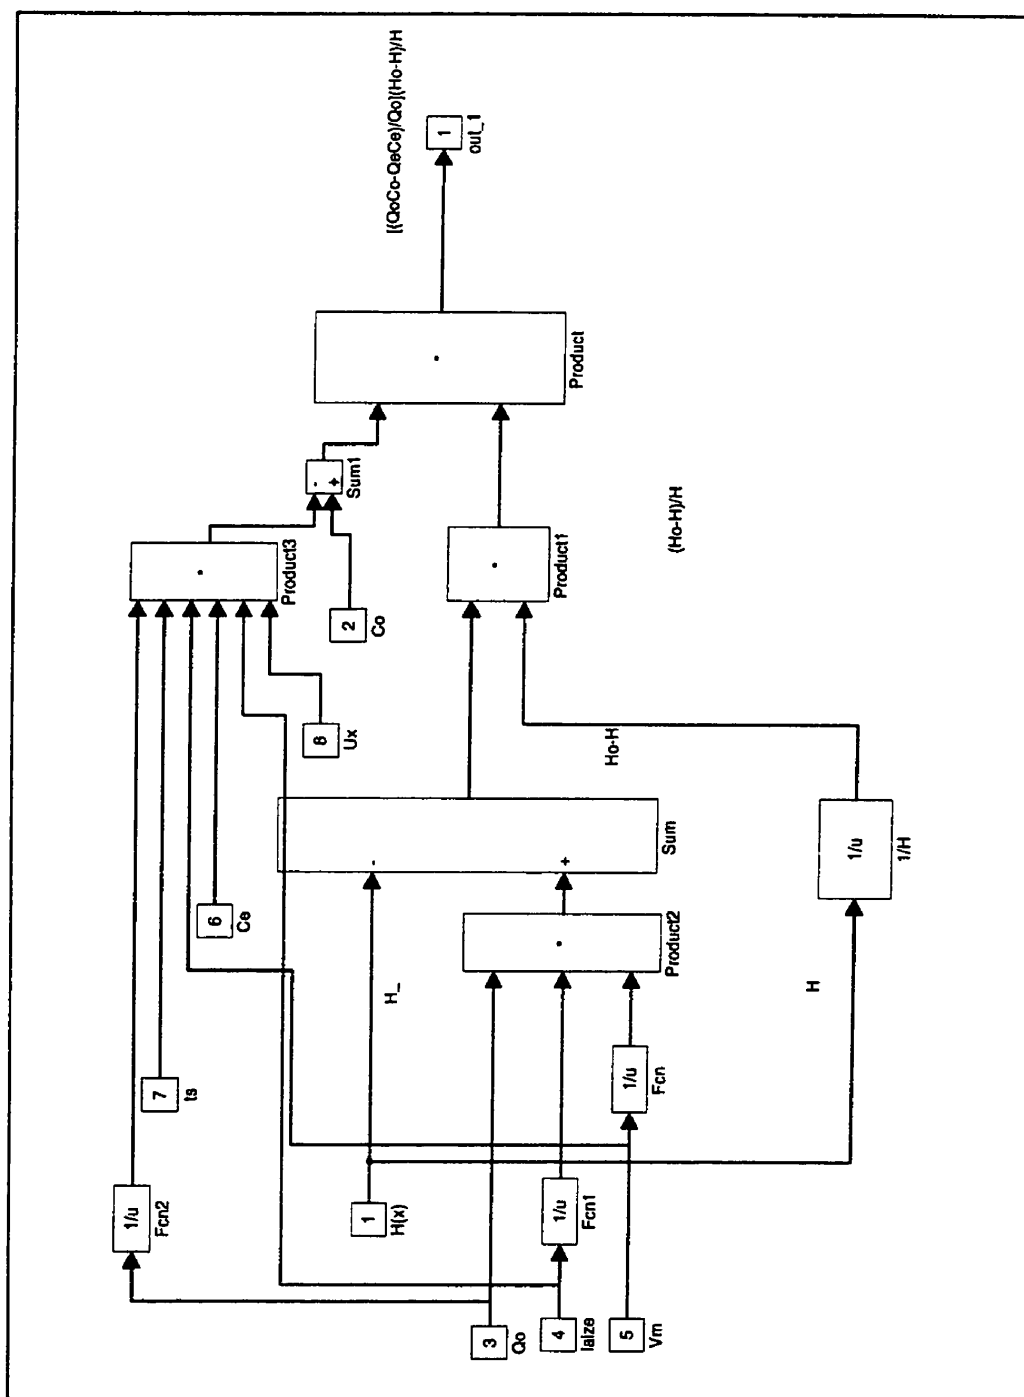 [(QoCo-QeCe)/Qo](Ho-H)/H
1
out_1
Product
-
+
Sum1
Product3
2
Co
8
Ux
Product1
(Ho-H)/H
Ho-H
-
+
Sum
6
Ce
Product2
1/u
1/H
H_
H
7
ts
1/u
Fcn
1/u
Fcn2
1
H(x)
1/u
Fcn1
3
Qo
4
laize
5
Vm